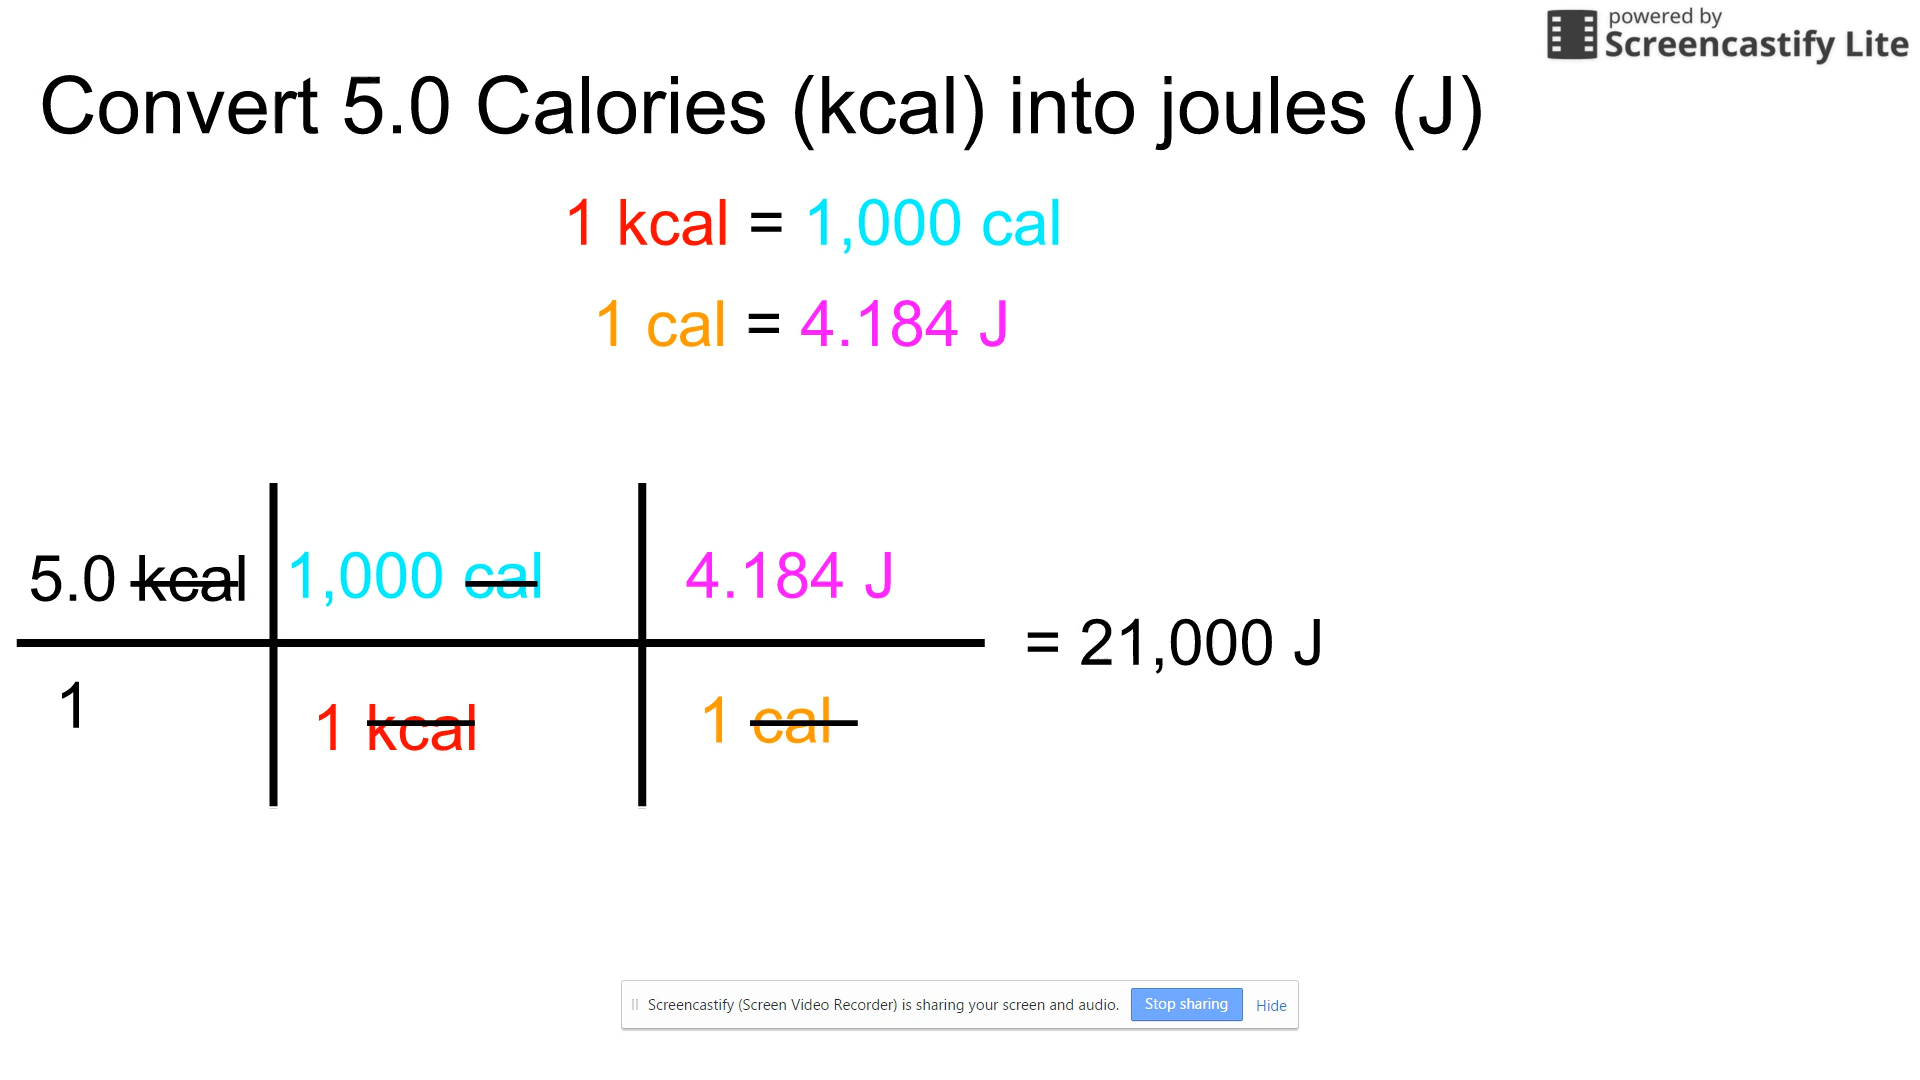 powered by
Screencastify Lite
Convert 5.0 Calories (kcal) into joules (J)
1 kcal = 1,000 cal
1 cal = 4.184 J
5.0 kcal 1,000 cal 4.184 J
= 21,000 J
1 1 kcal 1 cal
Screencastify (Screen Video Recorder) is sharing your screen and audio. Stop sharing Hide